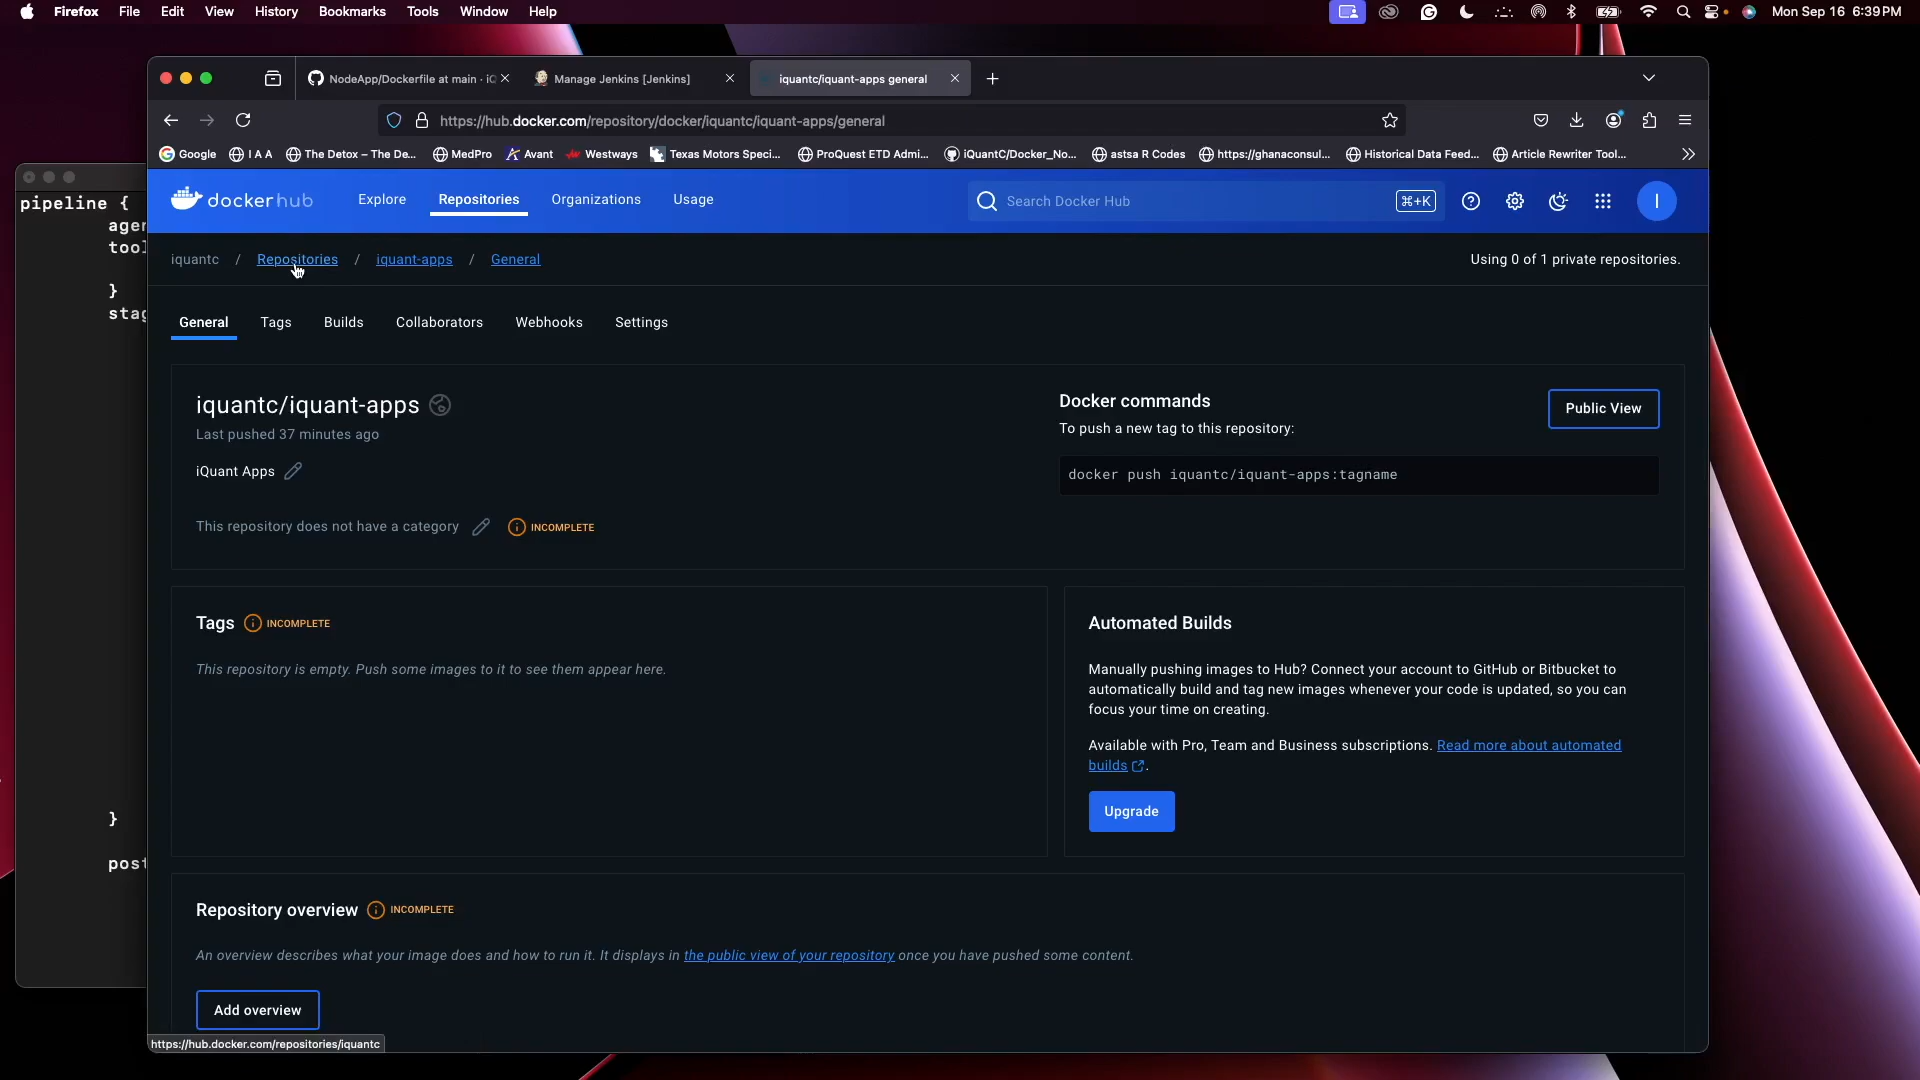 Firefox File Edit View History Bookmarks Tools Window Help
Mon Sep 16 6:39 PM
NodeApp/Dockerfile at main · iQ
Manage Jenkins [Jenkins]
iquantc/iquant-apps general
https://hub.docker.com/repository/docker/iquantc/iquant-apps/general
Google I A A The Detox – The De... MedPro Avant Westways Texas Motors Speci... ProQuest ETD Admi... iQuantC/Docker_No... astsa R Codes https://ghanaconsul... Historical Data Feed... Article Rewriter Tool...
pipeline {
agen
tool
}
stag
}
post
dockerhub Explore Repositories Organizations Usage
Search Docker Hub
⌘+K
I
iquantc / Repositories / iquant-apps / General
Using 0 of 1 private repositories.
General Tags Builds Collaborators Webhooks Settings
iquantc/iquant-apps
Last pushed 37 minutes ago
iQuant Apps
This repository does not have a category INCOMPLETE
Docker commands
To push a new tag to this repository:
Public View
docker push iquantc/iquant-apps:tagname
Tags INCOMPLETE
This repository is empty. Push some images to it to see them appear here.
Automated Builds
Manually pushing images to Hub? Connect your account to GitHub or Bitbucket to
automatically build and tag new images whenever your code is updated, so you can
focus your time on creating.
Available with Pro, Team and Business subscriptions. Read more about automated
builds.
Upgrade
Repository overview INCOMPLETE
An overview describes what your image does and how to run it. It displays in the public view of your repository once you have pushed some content.
Add overview
https://hub.docker.com/repositories/iquantc